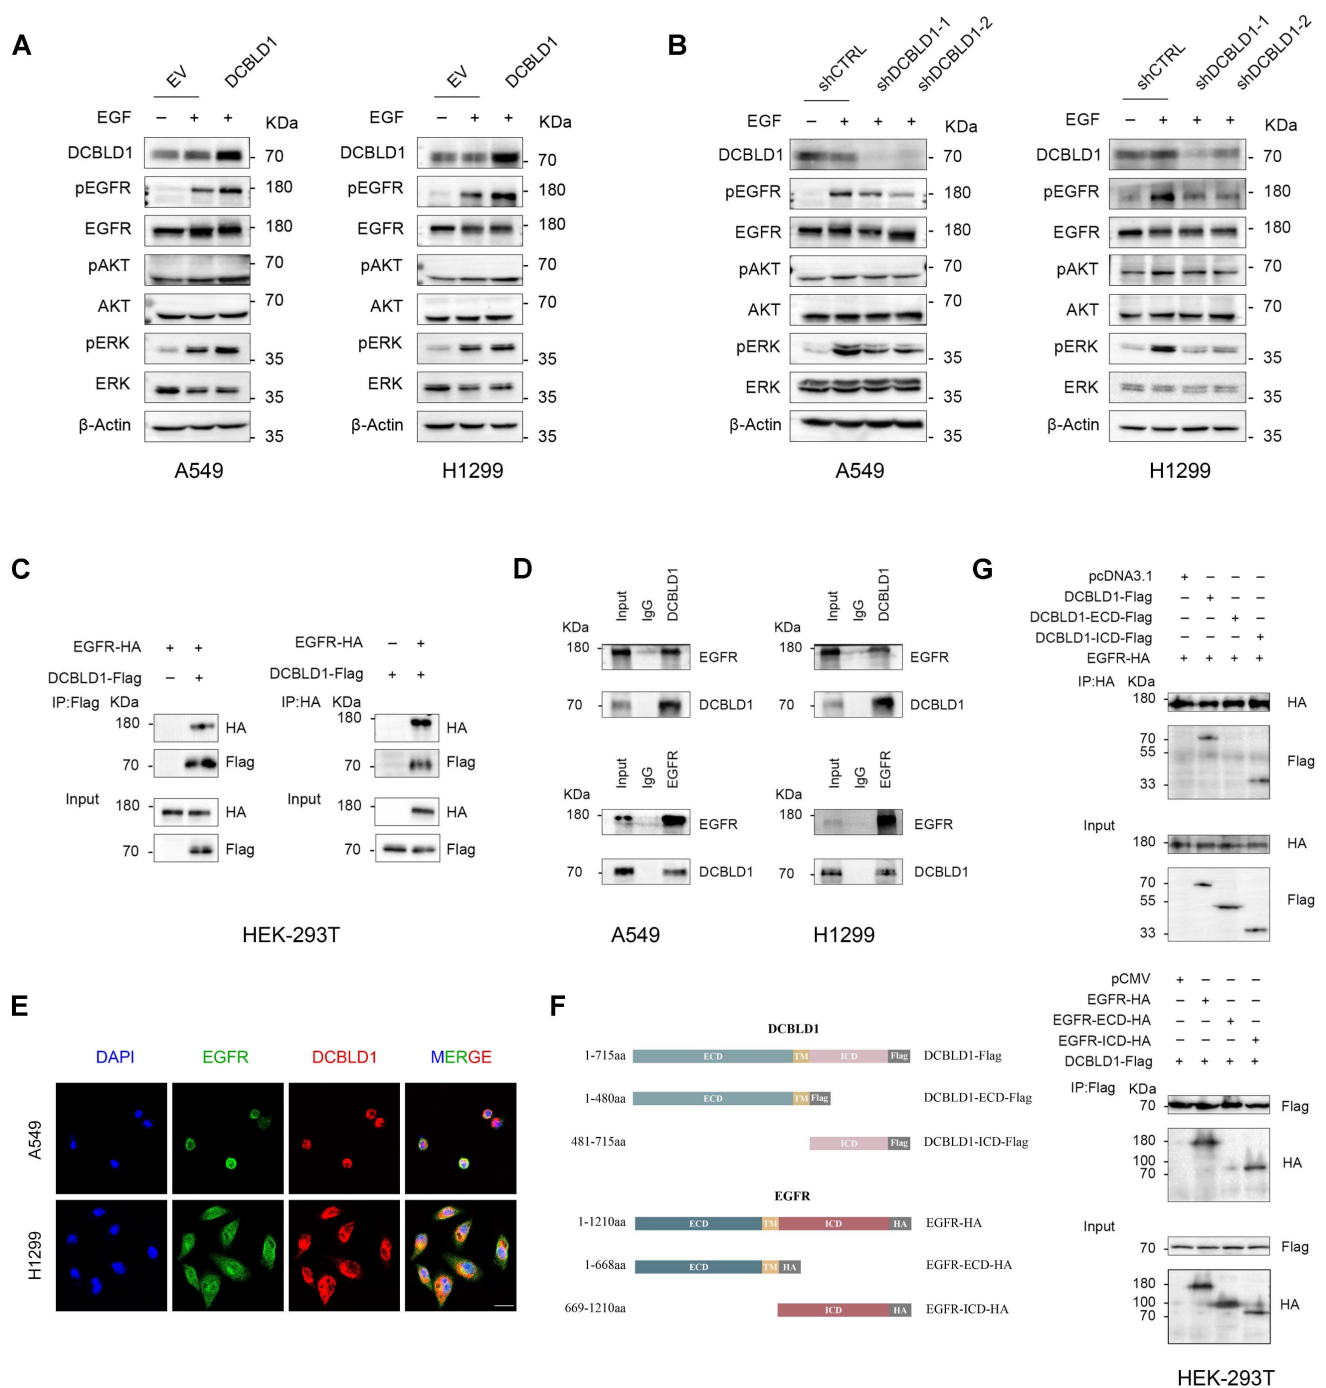 A
EV
DCBLD1
EGF
− + +
KDa
DCBLD1
70
pEGFR
180
EGFR
180
pAKT
70
AKT
70
pERK
35
ERK
35
β-Actin
35
A549
EV
DCBLD1
EGF
− + +
KDa
DCBLD1
70
pEGFR
180
EGFR
180
pAKT
70
AKT
70
pERK
35
ERK
35
β-Actin
35
H1299
B
shCTRL
shDCBLD1-1
shDCBLD1-2
EGF
− + + +
KDa
DCBLD1
70
pEGFR
180
EGFR
180
pAKT
70
AKT
70
pERK
35
ERK
35
β-Actin
35
A549
shCTRL
shDCBLD1-1
shDCBLD1-2
EGF
− + + +
KDa
DCBLD1
70
pEGFR
180
EGFR
180
pAKT
70
AKT
70
pERK
35
ERK
35
β-Actin
35
H1299
C
EGFR-HA + +
DCBLD1-Flag − +
IP:Flag KDa
180 HA
70 Flag
Input
180 HA
70 Flag
EGFR-HA − +
DCBLD1-Flag + +
IP:HA KDa
180 HA
70 Flag
Input
180 HA
70 Flag
HEK-293T
D
Input IgG DCBLD1
KDa
180 EGFR
70 DCBLD1
Input IgG DCBLD1
KDa
180 EGFR
70 DCBLD1
Input IgG EGFR
KDa
180 EGFR
70 DCBLD1
A549
Input IgG EGFR
KDa
180 EGFR
70 DCBLD1
H1299
G
pcDNA3.1 + − − −
DCBLD1-Flag − + − −
DCBLD1-ECD-Flag − − + −
DCBLD1-ICD-Flag − − − +
EGFR-HA + + + +
IP:HA KDa
180 HA
70
55
Flag
33
Input
180 HA
70
55 Flag
33
pCMV + − − −
EGFR-HA − + − −
EGFR-ECD-HA − − + −
EGFR-ICD-HA − − − +
DCBLD1-Flag + + + +
IP:Flag KDa
70 Flag
180
100 HA
70
Input
70 Flag
180
100 HA
70
HEK-293T
E
DAPI EGFR DCBLD1 MERGE
A549
H1299
F
DCBLD1
1-715aa ECD TM ICD Flag DCBLD1-Flag
1-480aa ECD TM Flag DCBLD1-ECD-Flag
481-715aa ICD Flag DCBLD1-ICD-Flag
EGFR
1-1210aa ECD TM ICD HA EGFR-HA
1-668aa ECD TM HA EGFR-ECD-HA
669-1210aa ICD HA EGFR-ICD-HA